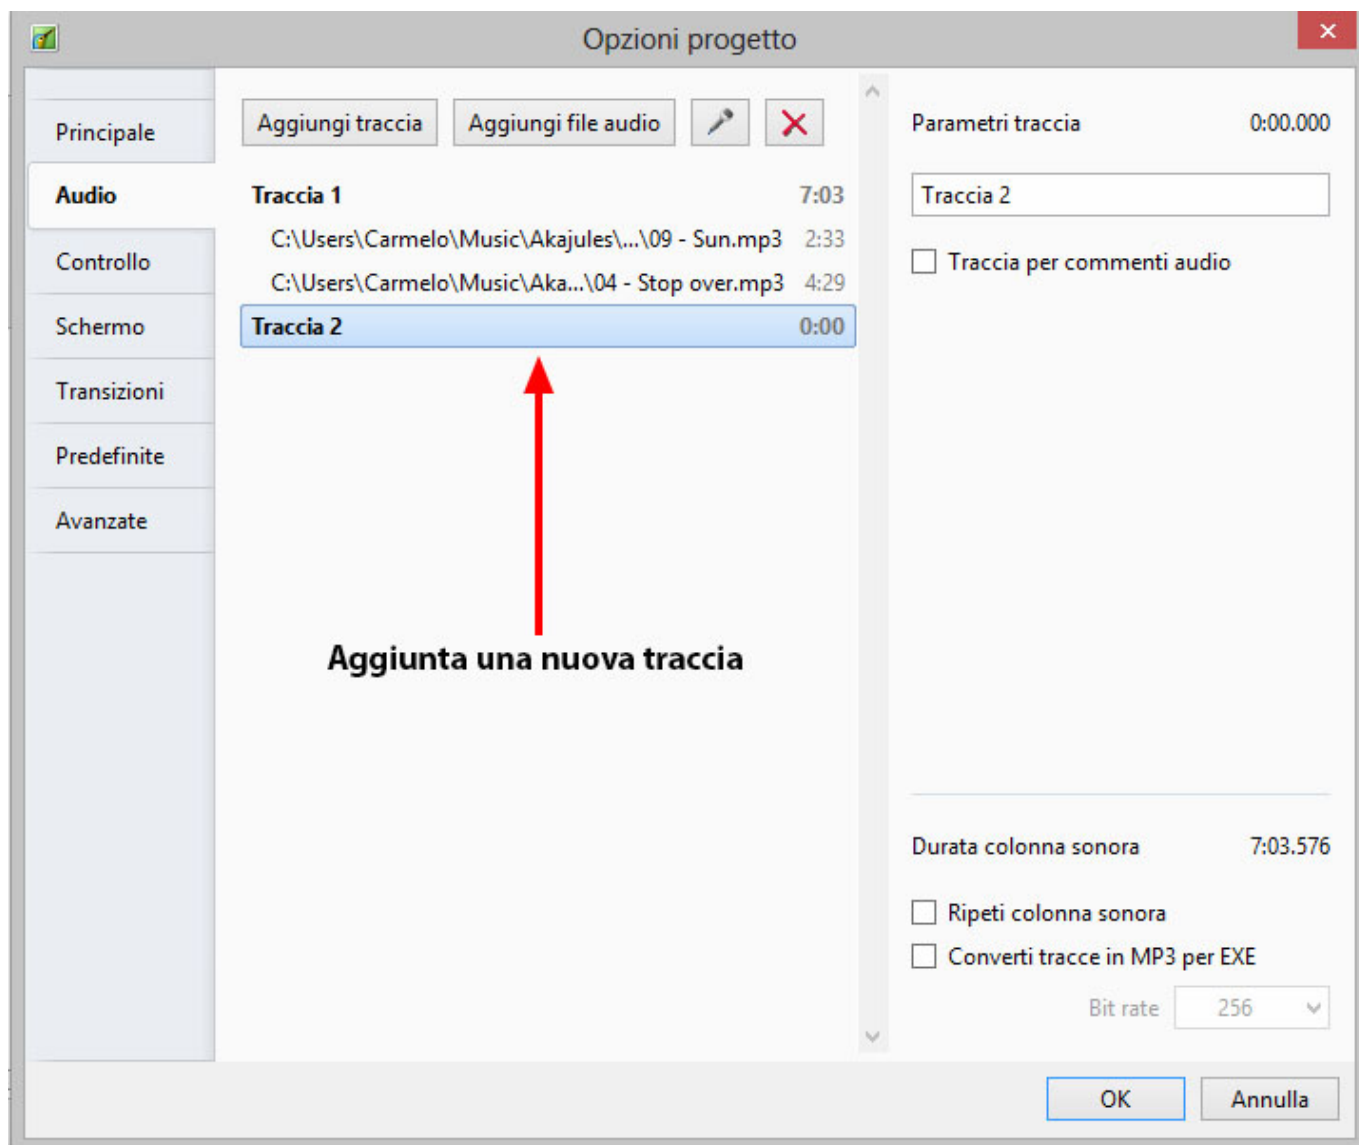 Opzioni progetto
Principale
Audio
Controllo
Schermo
Transizioni
Predefinite
Avanzate
Aggiungi traccia
Aggiungi file audio
Traccia 1 7:03
C:\Users\Carmelo\Music\Akajules\...\09 - Sun.mp3 2:33
C:\Users\Carmelo\Music\Aka...\04 - Stop over.mp3 4:29
Traccia 2 0:00
Aggiunta una nuova traccia
Parametri traccia 0:00.000
Traccia 2
Traccia per commenti audio
Durata colonna sonora 7:03.576
Ripeti colonna sonora
Converti tracce in MP3 per EXE
Bit rate 256
OK
Annulla